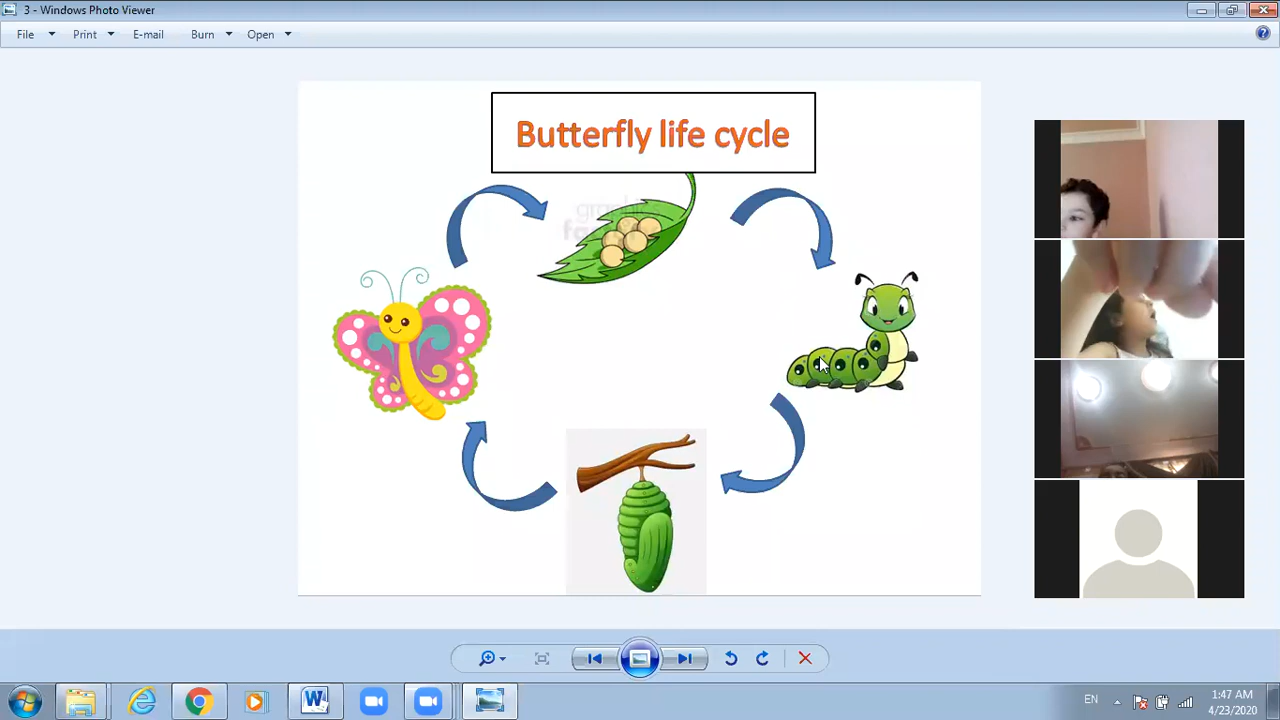 3 - Windows Photo Viewer
File Print E-mail Burn Open
Butterfly life cycle
graphics
EN
1:47 AM
4/23/2020